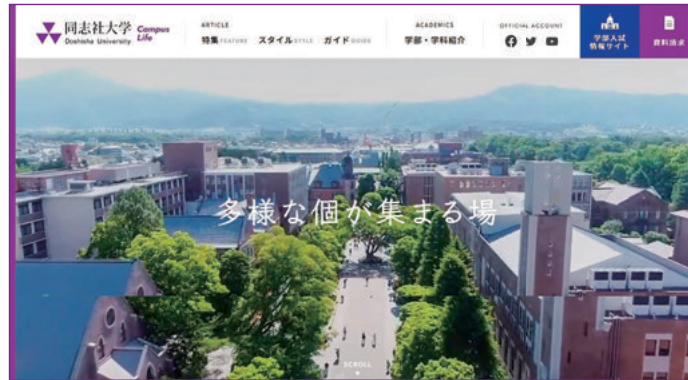 同志社大学
Doshisha University
Campus
Life
ARTICLE
特集 FEATURE スタイル STYLE ガイド GUIDE
ACADEMICS
学部・学科紹介
OFFICIAL ACCOUNT
学部入試
情報サイト
資料請求
多様な個が集まる場
SCROLL